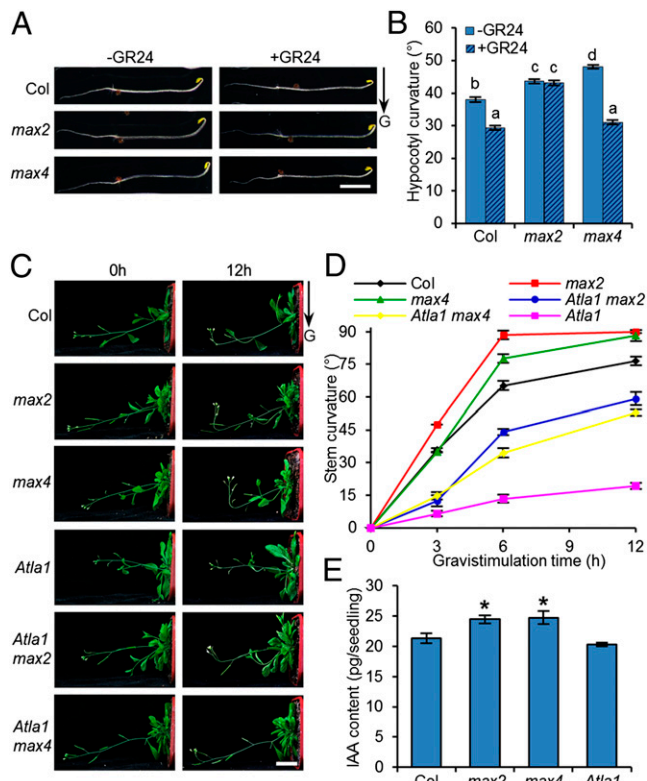 A
-GR24 +GR24
Col
max2
max4
G
B
Hypocotyl curvature (°)
60
50
40
30
20
10
0
-GR24
+GR24
b
a
c
c
d
a
Col max2 max4
C
0h 12h
Col
G
max2
max4
Atla1
Atla1
max2
Atla1
max4
D
Col max2
max4 Atla1 max2
Atla1 max4 Atla1
Stem curvature (°)
90
75
60
45
30
15
0
0 3 6 9 12
Gravistimulation time (h)
E
IAA content (pg/seedling)
30
25
20
15
10
5
0
* *
Col max2 max4 Atla1